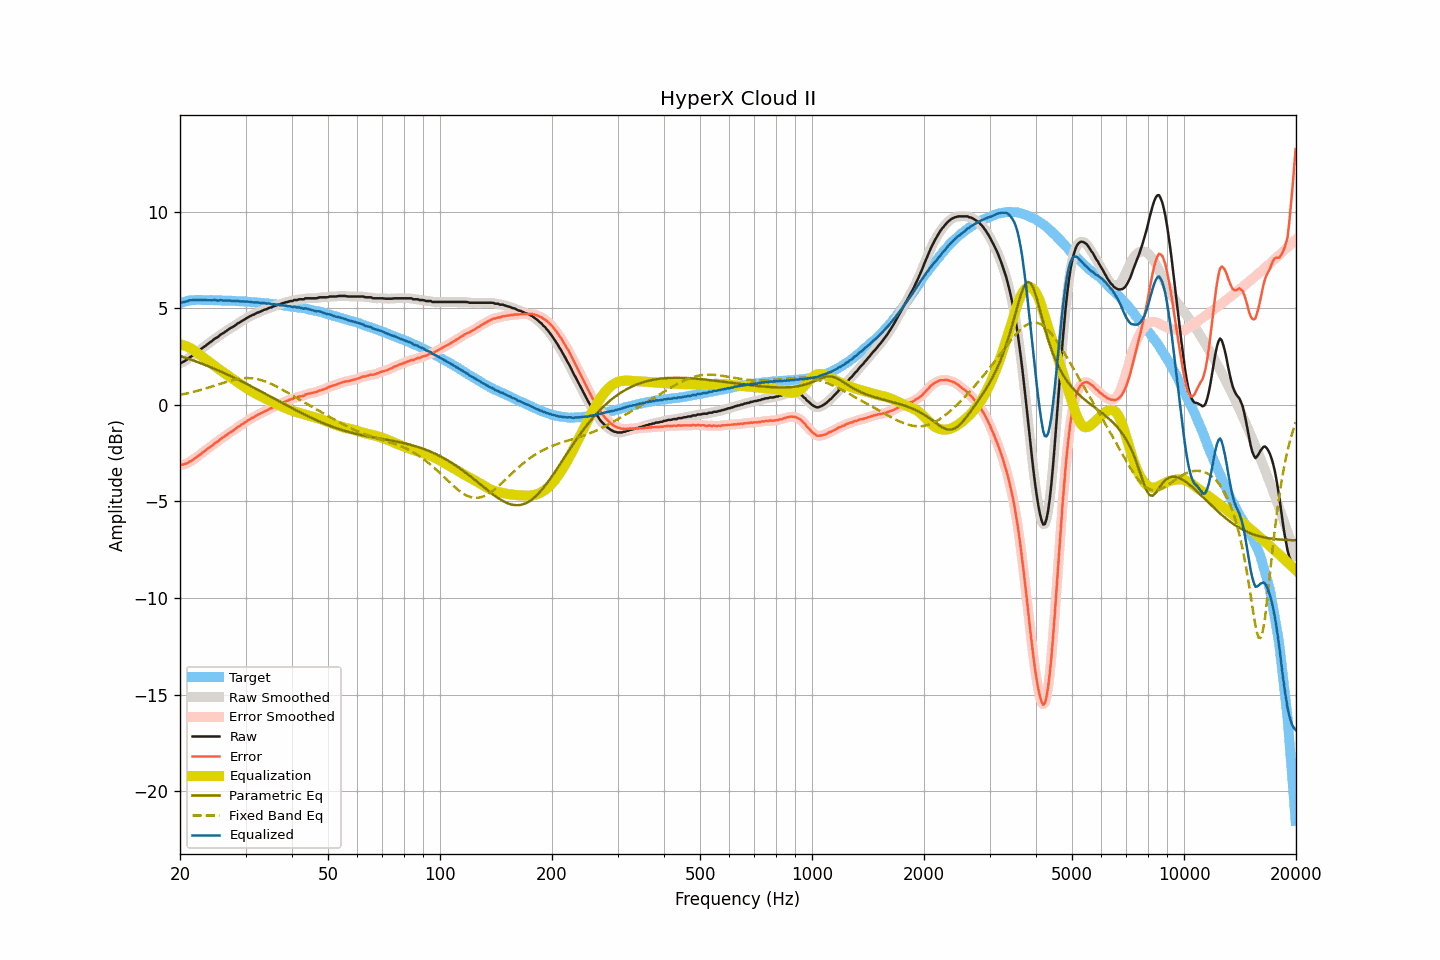 HyperX Cloud II
Amplitude (dBr)
10
5
0
−5
−10
−15
−20
Target
Raw Smoothed
Error Smoothed
Raw
Error
Equalization
Parametric Eq
Fixed Band Eq
Equalized
20 50 100 200 500 1000 2000 5000 10000 20000
Frequency (Hz)